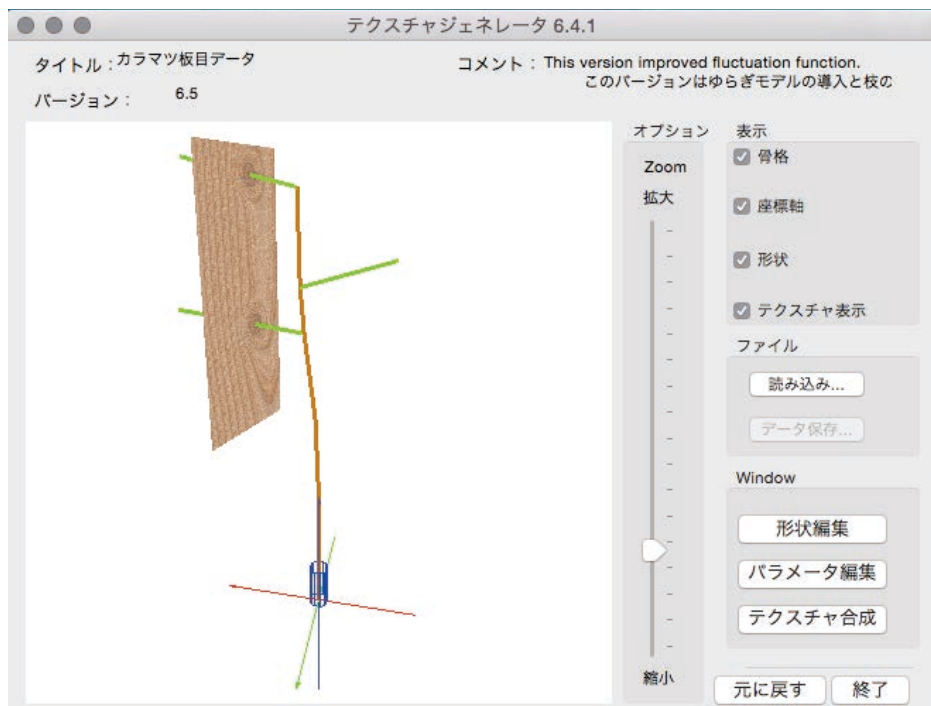 テクスチャジェネレータ 6.4.1
タイトル：カラマツ板目データ
コメント： This version improved fluctuation function.
このバージョンはゆらぎモデルの導入と枝の
バージョン： 6.5
オプション
Zoom
拡大
縮小
表示
骨格
座標軸
形状
テクスチャ表示
ファイル
読み込み...
データ保存...
Window
形状編集
パラメータ編集
テクスチャ合成
元に戻す
終了